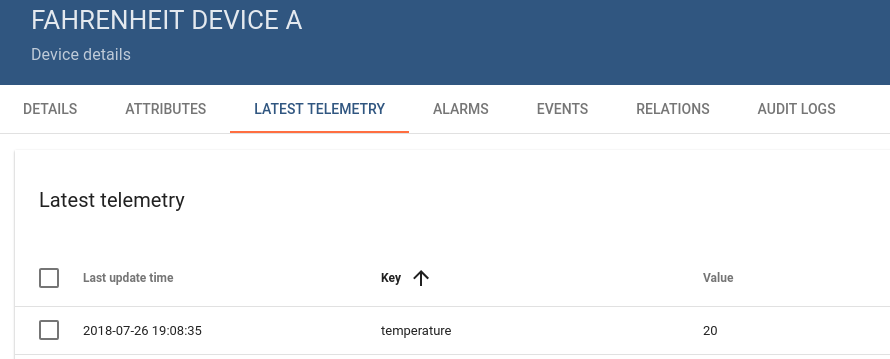 FAHRENHEIT DEVICE A
Device details
DETAILS ATTRIBUTES LATEST TELEMETRY ALARMS EVENTS RELATIONS AUDIT LOGS
Latest telemetry
Last update time Key Value
2018-07-26 19:08:35 temperature 20